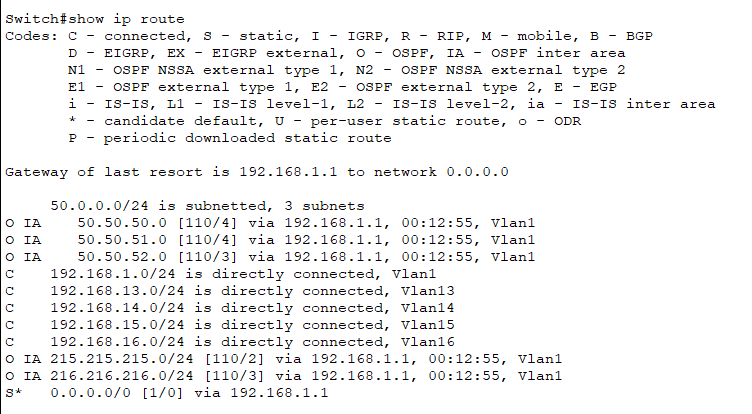 Switch#show ip route
Codes: C - connected, S - static, I - IGRP, R - RIP, M - mobile, B - BGP
       D - EIGRP, EX - EIGRP external, O - OSPF, IA - OSPF inter area
       N1 - OSPF NSSA external type 1, N2 - OSPF NSSA external type 2
       E1 - OSPF external type 1, E2 - OSPF external type 2, E - EGP
       i - IS-IS, L1 - IS-IS level-1, L2 - IS-IS level-2, ia - IS-IS inter area
       * - candidate default, U - per-user static route, o - ODR
       P - periodic downloaded static route

Gateway of last resort is 192.168.1.1 to network 0.0.0.0

     50.0.0.0/24 is subnetted, 3 subnets
O IA    50.50.50.0 [110/4] via 192.168.1.1, 00:12:55, Vlan1
O IA    50.50.51.0 [110/4] via 192.168.1.1, 00:12:55, Vlan1
O IA    50.50.52.0 [110/3] via 192.168.1.1, 00:12:55, Vlan1
C    192.168.1.0/24 is directly connected, Vlan1
C    192.168.13.0/24 is directly connected, Vlan13
C    192.168.14.0/24 is directly connected, Vlan14
C    192.168.15.0/24 is directly connected, Vlan15
C    192.168.16.0/24 is directly connected, Vlan16
O IA 215.215.215.0/24 [110/2] via 192.168.1.1, 00:12:55, Vlan1
O IA 216.216.216.0/24 [110/3] via 192.168.1.1, 00:12:55, Vlan1
S*   0.0.0.0/0 [1/0] via 192.168.1.1